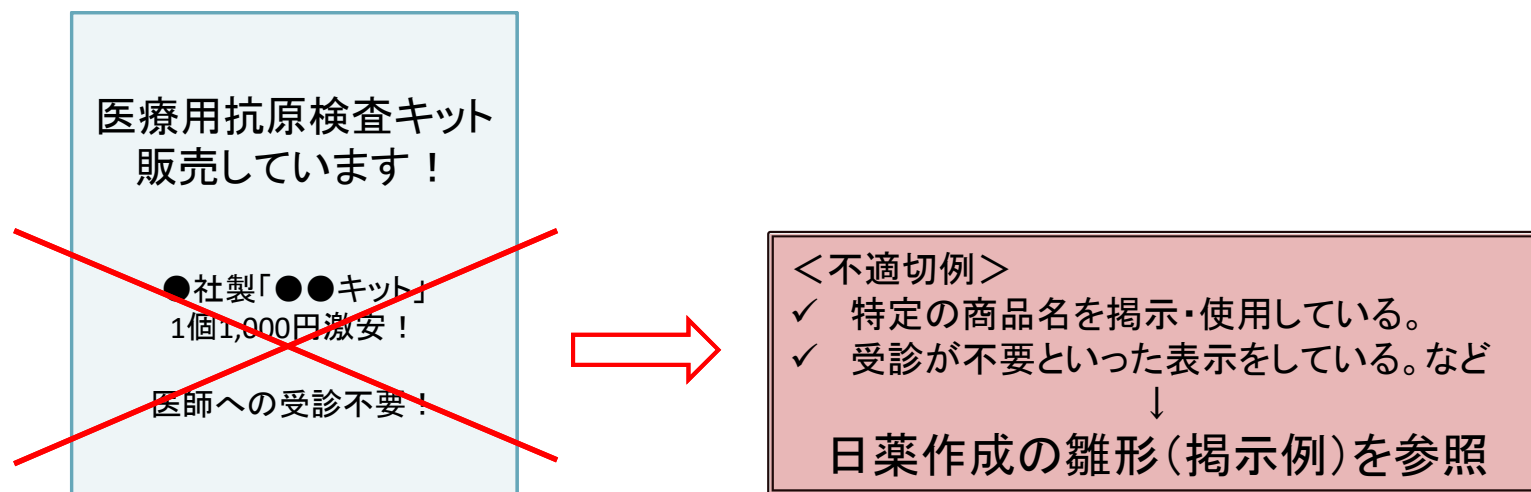 医療用抗原検査キット
販売しています！
●社製「●●キット」
1個1,000円激安！
医師への受診不要！
＜不適切例＞
✓ 特定の商品名を掲示・使用している。
✓ 受診が不要といった表示をしている。など
↓
日薬作成の雛形（掲示例）を参照